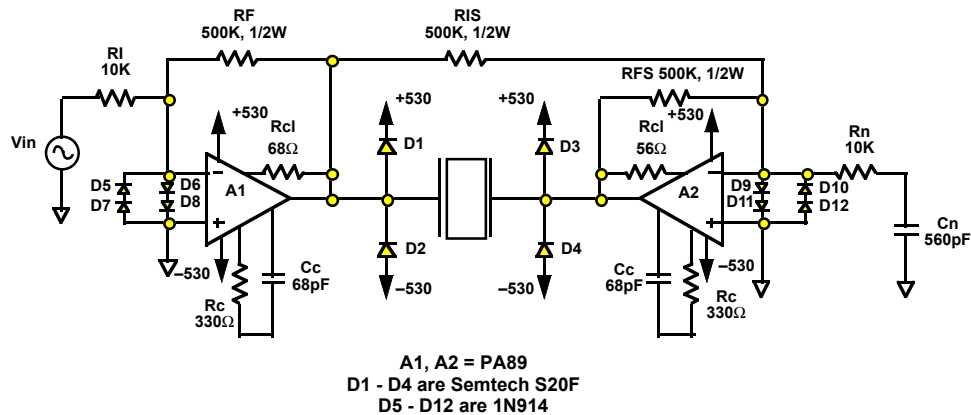 RF
500K, 1/2W
RIS
500K, 1/2W
RI
10K
RFS 500K, 1/2W
+530
+530
+530
+530
Rcl
68Ω
Rcl
56Ω
Rn
10K
Vin
D1
D3
D5
D7
D6
D8
A1
A2
D9
D11
D10
D12
–
+
–
+
D2
D4
Cn
560pF
–530
–530
–530
–530
Cc
68pF
Cc
68pF
Rc
330Ω
Rc
330Ω
A1, A2 = PA89
D1 - D4 are Semtech S20F
D5 - D12 are 1N914